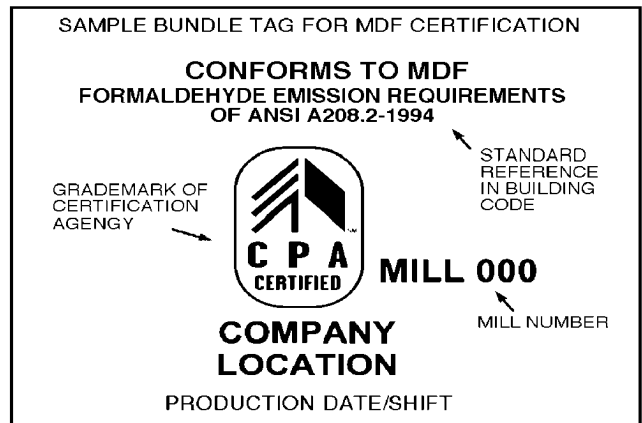 SAMPLE BUNDLE TAG FOR MDF CERTIFICATION
CONFORMS TO MDF
FORMALDEHYDE EMISSION REQUIREMENTS
OF ANSI A208.2-1994
STANDARD
REFERENCE
IN BUILDING
CODE
GRADEMARK OF
CERTIFICATION
AGENGY
SM
C P A
CERTIFIED
MILL 000
MILL NUMBER
COMPANY
LOCATION
PRODUCTION DATE/SHIFT